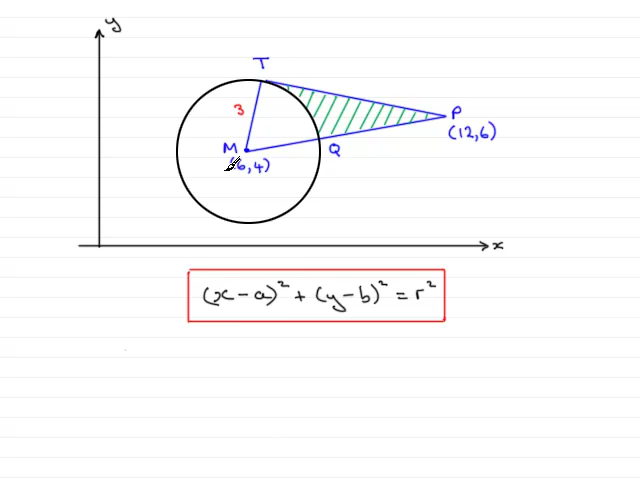 y
T
3
P
(12,6)
M
Q
(6,4)
x
(x-a)² + (y-b)² = r²